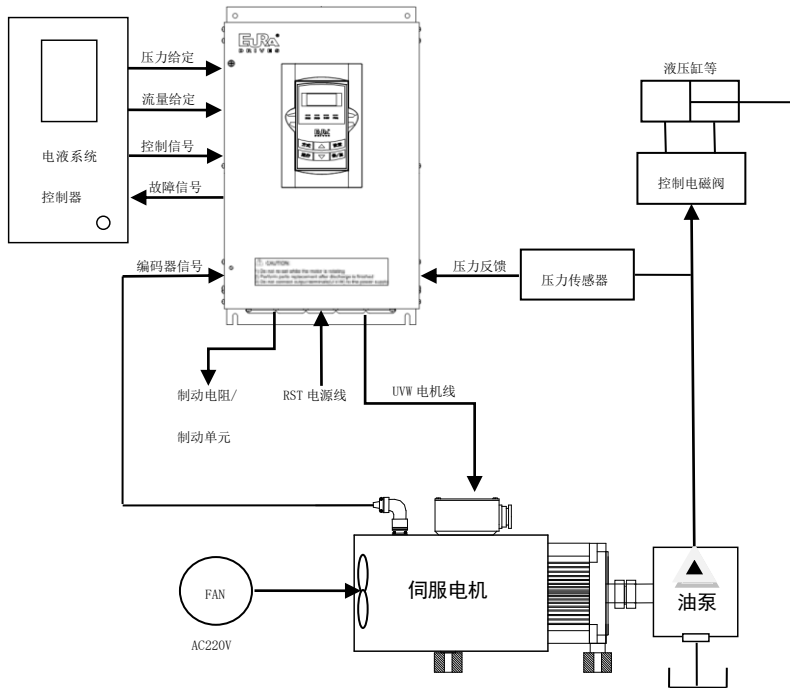 EURA
DRIVES
压力给定
流量给定
控制信号
故障信号
电液系统
控制器
液压缸等
控制电磁阀
CAUTION:
编码器信号
压力反馈
压力传感器
制动电阻/
制动单元
RST 电源线
UVW 电机线
伺服电机
油泵
FAN
AC220V